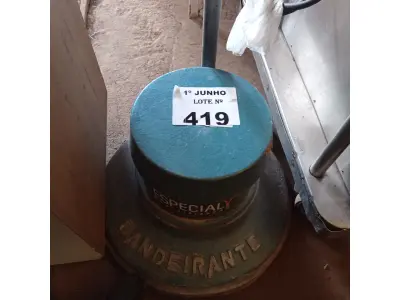 1º JUNHO
LOTE Nº
419
ESPECIAL
BANDEIRANTE